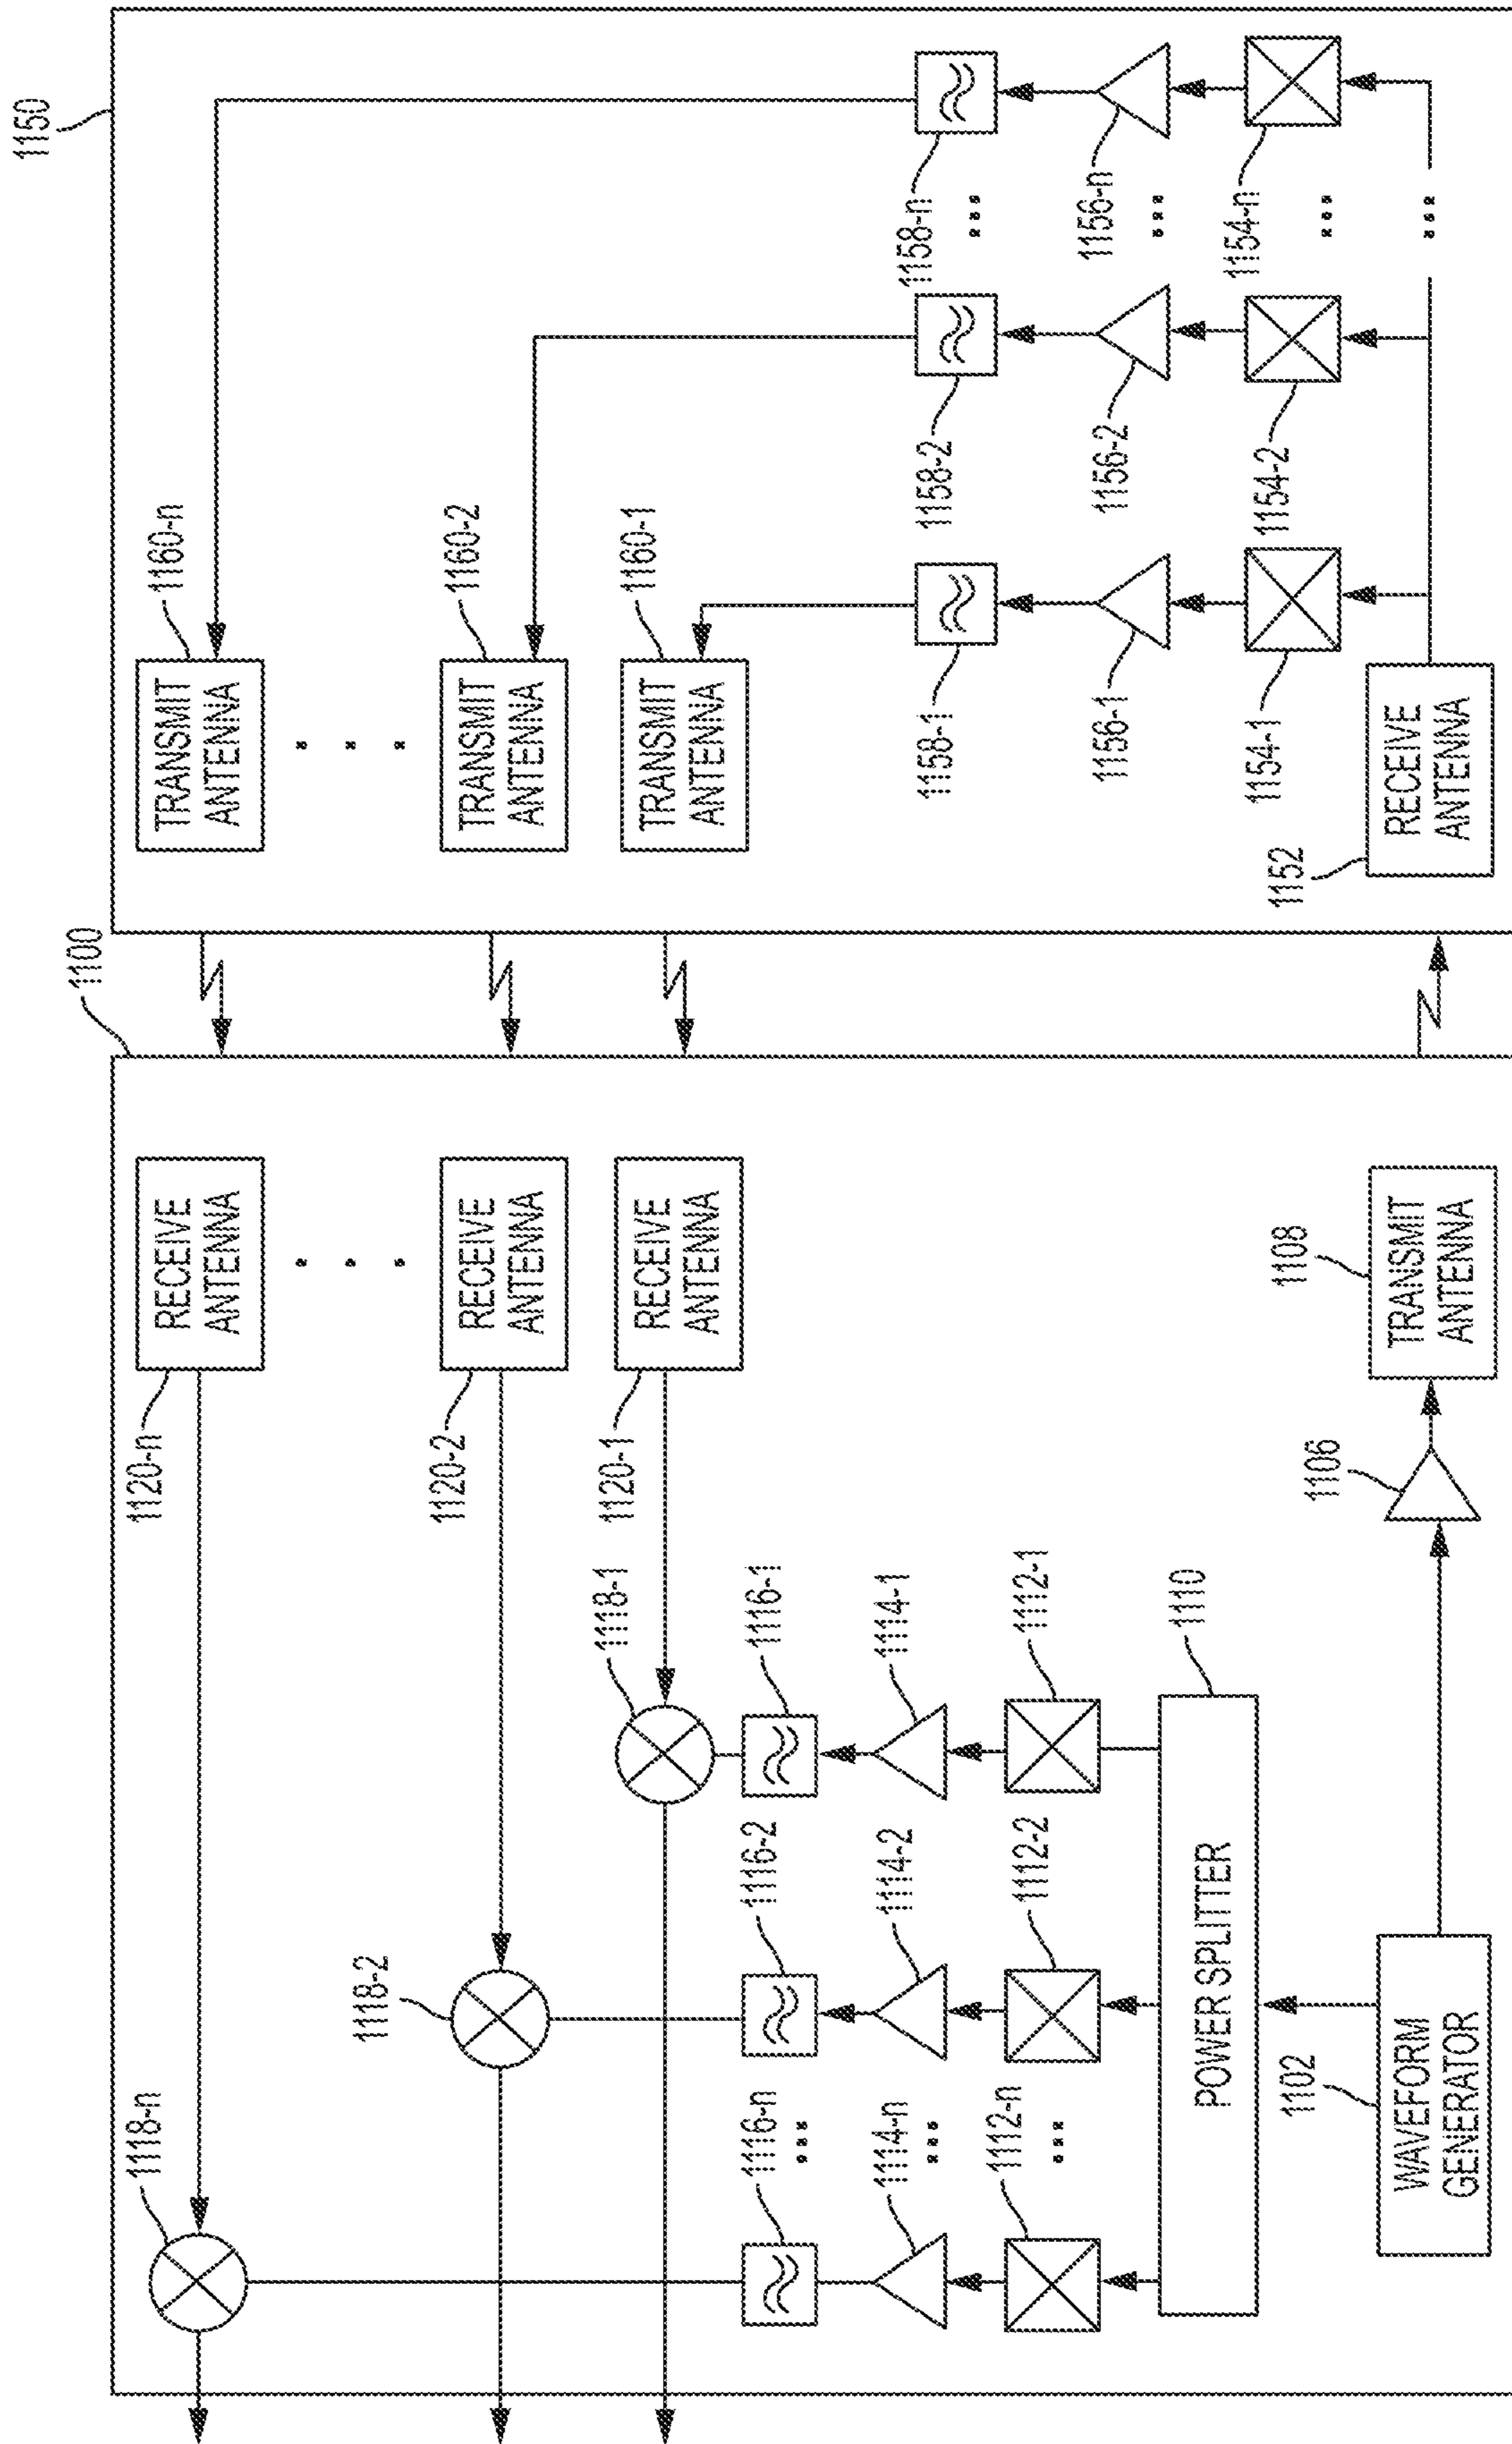 1100
1150
1120-n
RECEIVE
ANTENNA
1160-n
TRANSMIT
ANTENNA
1118-n
1120-2
RECEIVE
ANTENNA
1160-2
TRANSMIT
ANTENNA
1118-2
1120-1
RECEIVE
ANTENNA
1160-1
TRANSMIT
ANTENNA
1118-1
1116-n
1116-2
1116-1
1158-1
1158-2
1158-n
1114-n
1114-2
1114-1
1156-1
1156-2
1156-n
1112-n
1112-2
1112-1
1154-1
1154-2
1154-n
1110
POWER SPLITTER
1102
WAVEFORM
GENERATOR
1106
1108
TRANSMIT
ANTENNA
1152
RECEIVE
ANTENNA